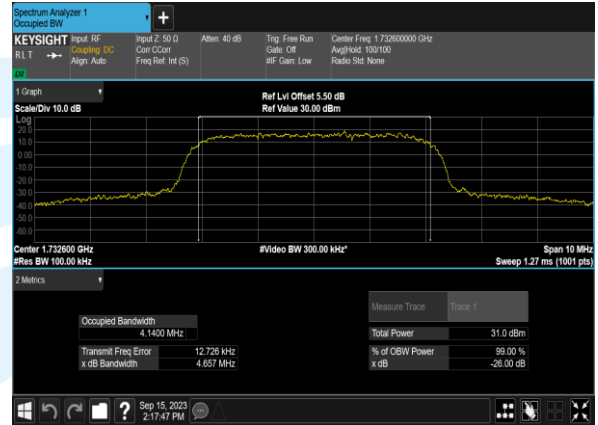 Spectrum Analyzer 1
Occupied BW
KEYSIGHT Input: RF Input Z: 50 Ω Atten: 40 dB Trig: Free Run Center Freq: 1.732600000 GHz
RLT Coupling: DC Corr CCorr Gate: Off Avg|Hold: 100/100
Align: Auto Freq Ref: Int (S) #IF Gain: Low Radio Std: None
LM
1 Graph
Ref Lvl Offset 5.50 dB
Scale/Div 10.0 dB Ref Value 30.00 dBm
Log
20.0
10.0
0.00
-10.0
-20.0
-30.0
-40.0
-50.0
-60.0
Center 1.732600 GHz #Video BW 300.00 kHz* Span 10 MHz
#Res BW 100.00 kHz Sweep 1.27 ms (1001 pts)
2 Metrics
Measure Trace Trace 1
Occupied Bandwidth
4.1400 MHz
Total Power 31.0 dBm
Transmit Freq Error 12.726 kHz % of OBW Power 99.00 %
x dB Bandwidth 4.657 MHz x dB -26.00 dB
Sep 15, 2023
2:17:47 PM